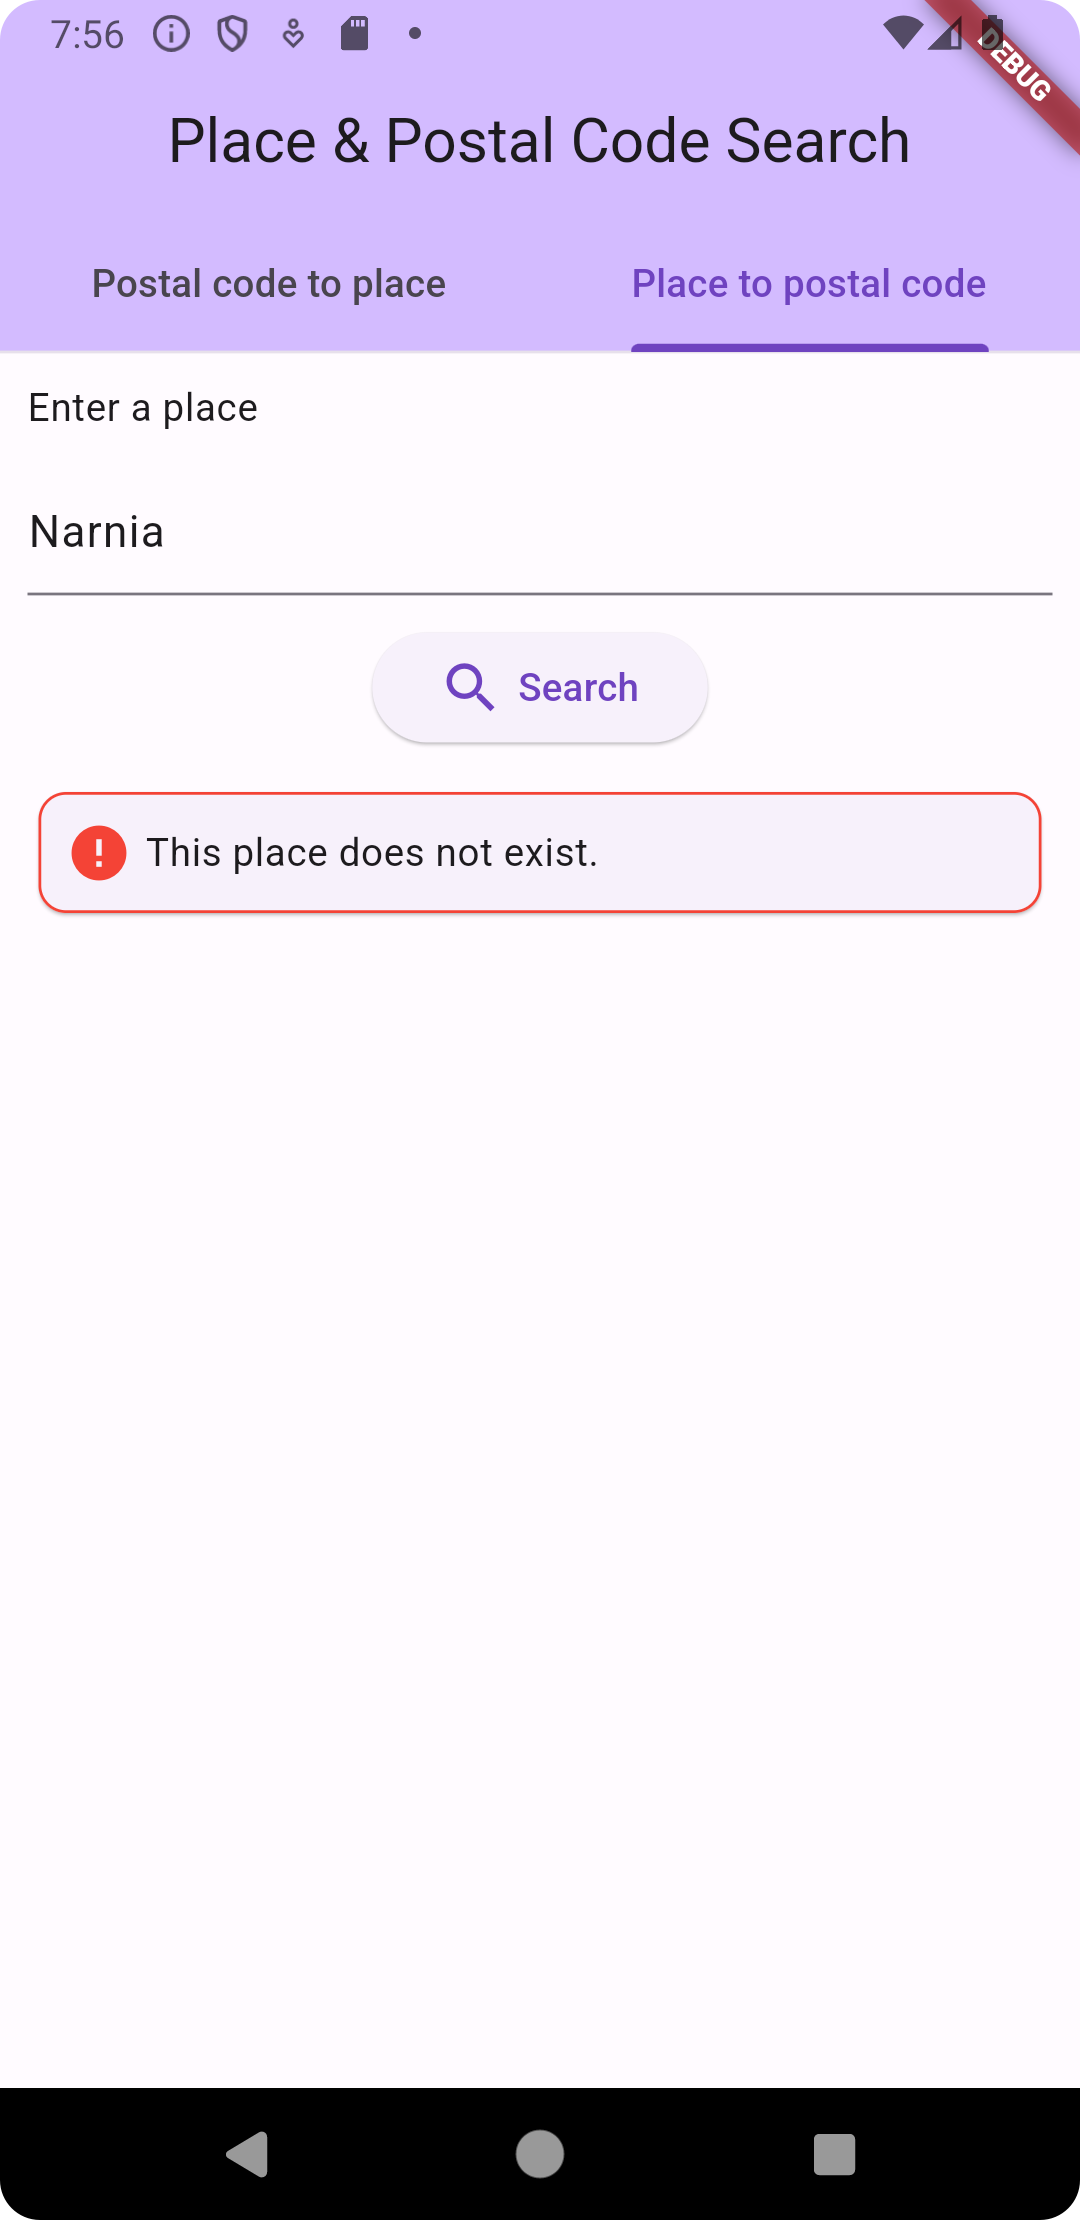 7:56
DEBUG
Place & Postal Code Search
Postal code to place
Place to postal code
Enter a place
Narnia
Search
This place does not exist.